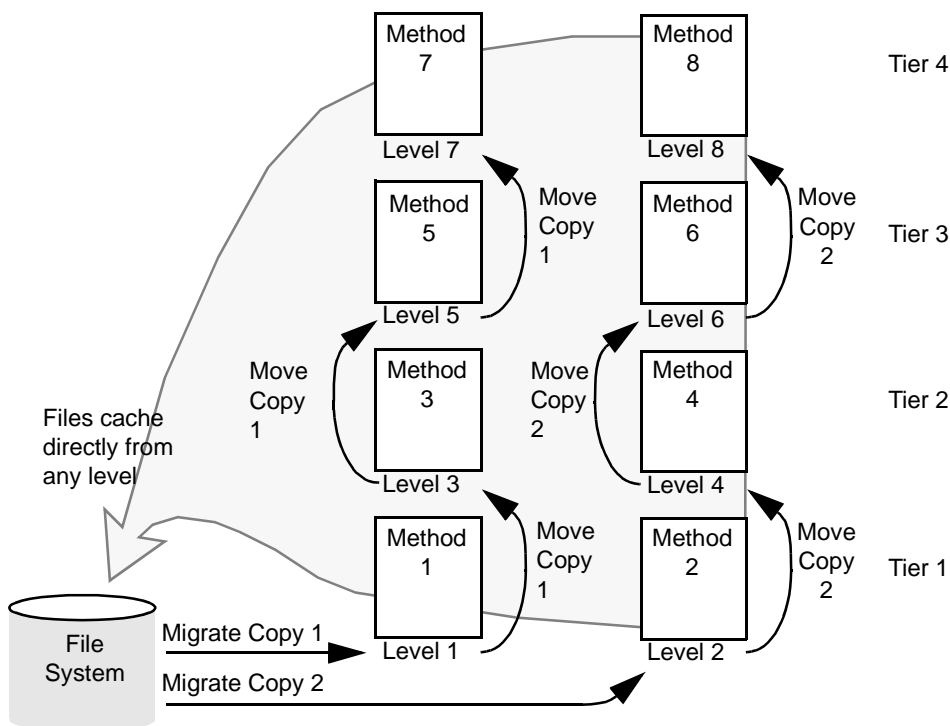 Method
7
Method
8
Tier 4
Level 7
Level 8
Method
5
Move
Copy
1
Method
6
Move
Copy
2
Tier 3
Level 5
Level 6
Move
Copy
1
Method
3
Move
Copy
2
Method
4
Tier 2
Files cache
directly from
any level
Level 3
Level 4
Method
1
Move
Copy
1
Method
2
Move
Copy
2
Tier 1
File
System
Migrate Copy 1
Level 1
Level 2
Migrate Copy 2